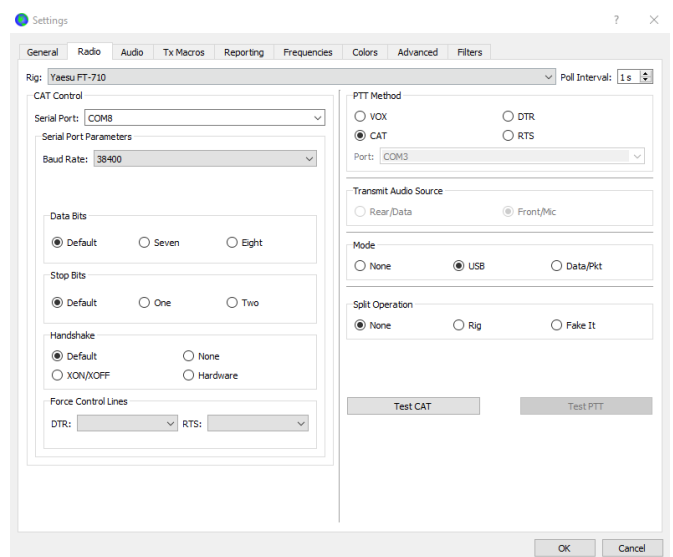 Settings ? ×
General Radio Audio Tx Macros Reporting Frequencies Colors Advanced Filters
Rig: Yaesu FT-710 Poll Interval: 1 s
CAT Control
Serial Port: COM8
Serial Port Parameters
Baud Rate: 38400
Data Bits
Default Seven Eight
Stop Bits
Default One Two
Handshake
Default None
XON/XOFF Hardware
Force Control Lines
DTR: RTS:
PTT Method
VOX DTR
CAT RTS
Port: COM3
Transmit Audio Source
Rear/Data Front/Mic
Mode
None USB Data/Pkt
Split Operation
None Rig Fake It
Test CAT Test PTT
OK Cancel